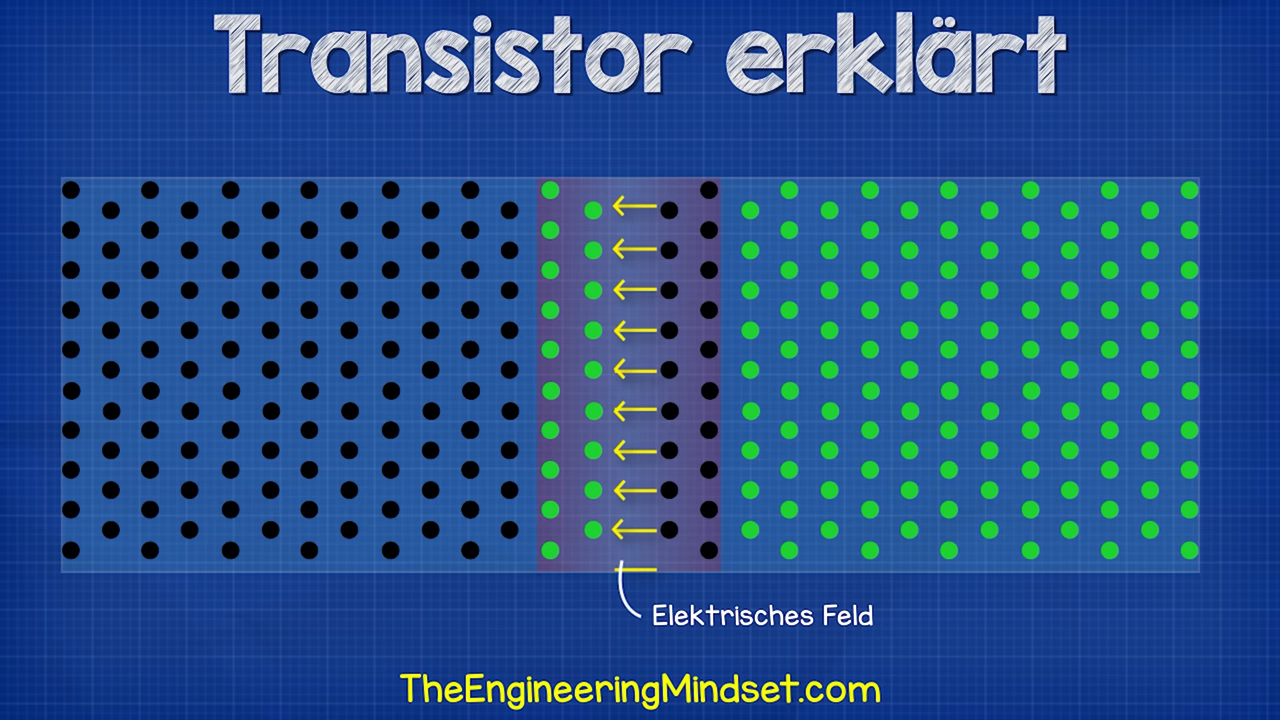 Transistor erklärt
Elektrisches Feld
TheEngineeringMindset.com